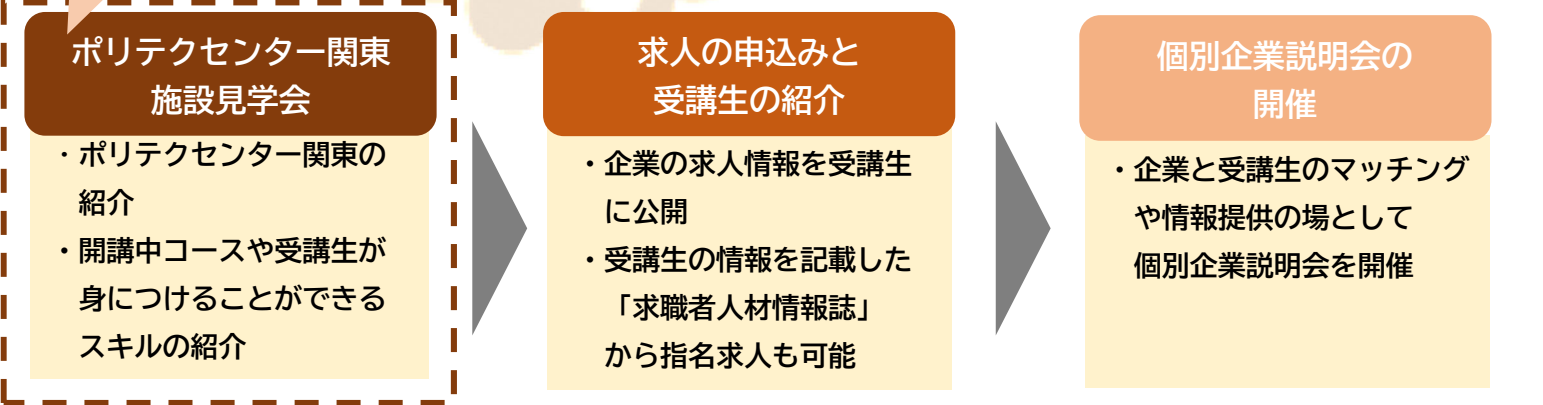 ポリテクセンター関東
施設見学会
・ポリテクセンター関東の
紹介
・開講中コースや受講生が
身につけることができる
スキルの紹介
求人の申込みと
受講生の紹介
・企業の求人情報を受講生
に公開
・受講生の情報を記載した
「求職者人材情報誌」
から指名求人も可能
個別企業説明会の
開催
・企業と受講生のマッチング
や情報提供の場として
個別企業説明会を開催